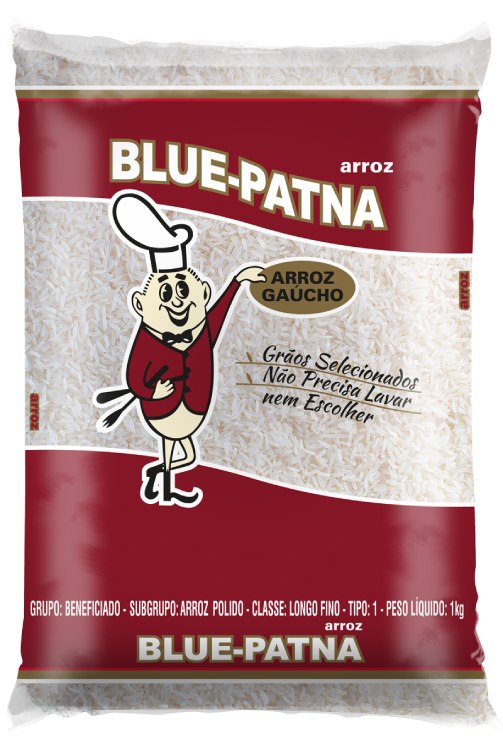 arroz
BLUE-PATNA
ARROZ
GAÚCHO
arroz
Grãos Selecionados
Não Precisa Lavar
nem Escolher
arroz
GRUPO: BENEFICIADO - SUBGRUPO: ARROZ POLIDO - CLASSE: LONGO FINO - TIPO: 1 - PESO LÍQUIDO: 1kg
arroz
BLUE-PATNA